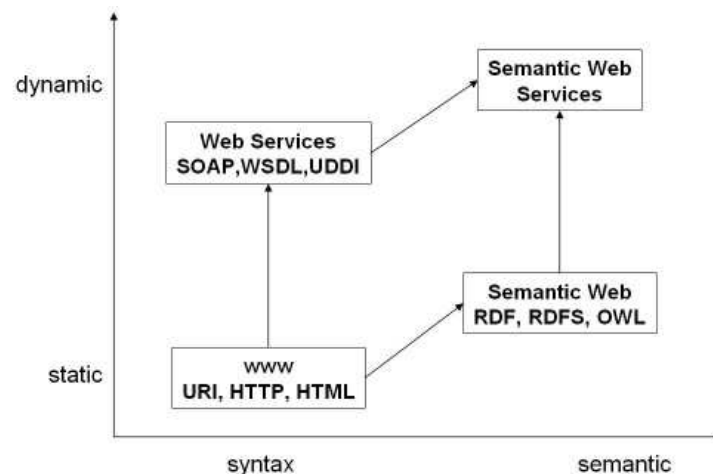 dynamic
Semantic Web
Services
Web Services
SOAP,WSDL,UDDI
Semantic Web
RDF, RDFS, OWL
static
www
URI, HTTP, HTML
syntax
semantic